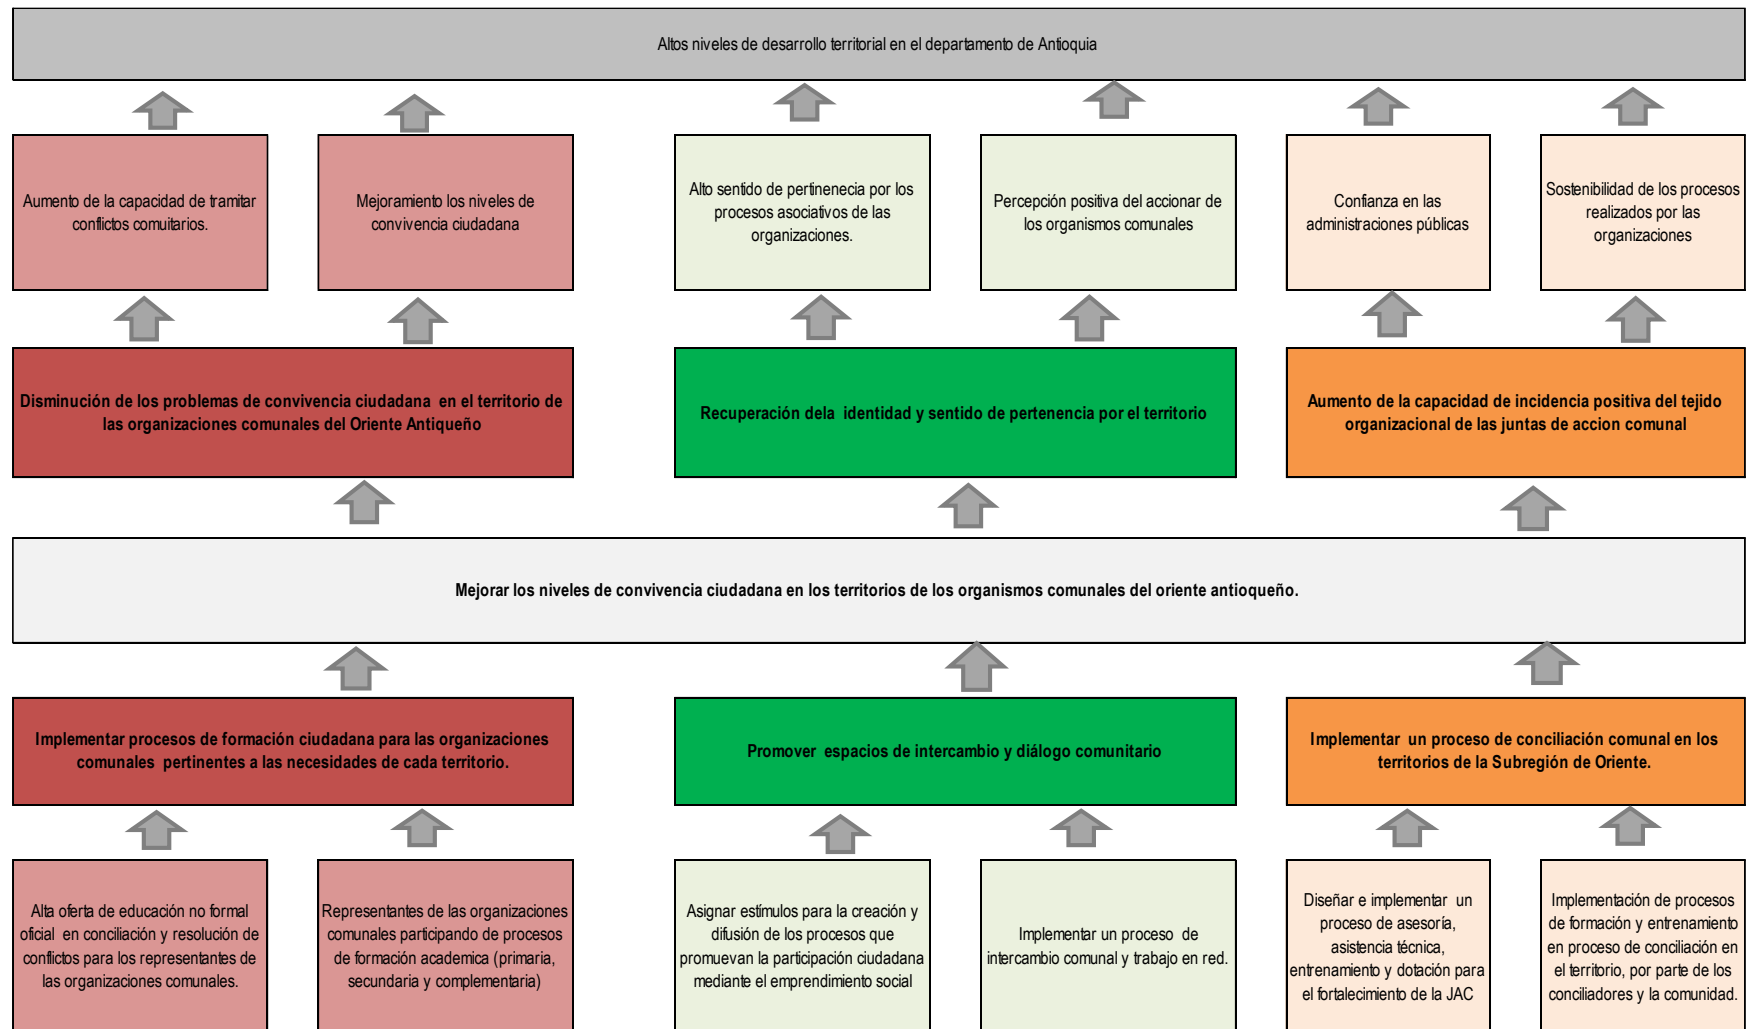 Altos niveles de desarrollo territorial en el departamento de Antioquia
Aumento de la capacidad de tramitar
conflictos comuitarios.
Mejoramiento los niveles de
convivencia ciudadana
Alto sentido de pertinenecia por los
procesos asociativos de las
organizaciones.
Percepción positiva del accionar de
los organismos comunales
Confianza en las
administraciones públicas
Sostenibilidad de los procesos
realizados por las
organizaciones
Disminución de los problemas de convivencia ciudadana en el territorio de
las organizaciones comunales del Oriente Antiqueño
Recuperación dela identidad y sentido de pertenencia por el territorio
Aumento de la capacidad de incidencia positiva del tejido
organizacional de las juntas de accion comunal
Mejorar los niveles de convivencia ciudadana en los territorios de los organismos comunales del oriente antioqueño.
Implementar procesos de formación ciudadana para las organizaciones
comunales pertinentes a las necesidades de cada territorio.
Promover espacios de intercambio y diálogo comunitario
Implementar un proceso de conciliación comunal en los
territorios de la Subregión de Oriente.
Alta oferta de educación no formal
oficial en conciliación y resolución de
conflictos para los representantes de
las organizaciones comunales.
Representantes de las organizaciones
comunales participando de procesos
de formación academica (primaria,
secundaria y complementaria)
Asignar estímulos para la creación y
difusión de los procesos que
promuevan la participación ciudadana
mediante el emprendimiento social
Implementar un proceso de
intercambio comunal y trabajo en red.
Diseñar e implementar un
proceso de asesoría,
asistencia técnica,
entrenamiento y dotación para
el fortalecimiento de la JAC
Implementación de procesos
de formación y entrenamiento
en proceso de conciliación en
el territorio, por parte de los
conciliadores y la comunidad.